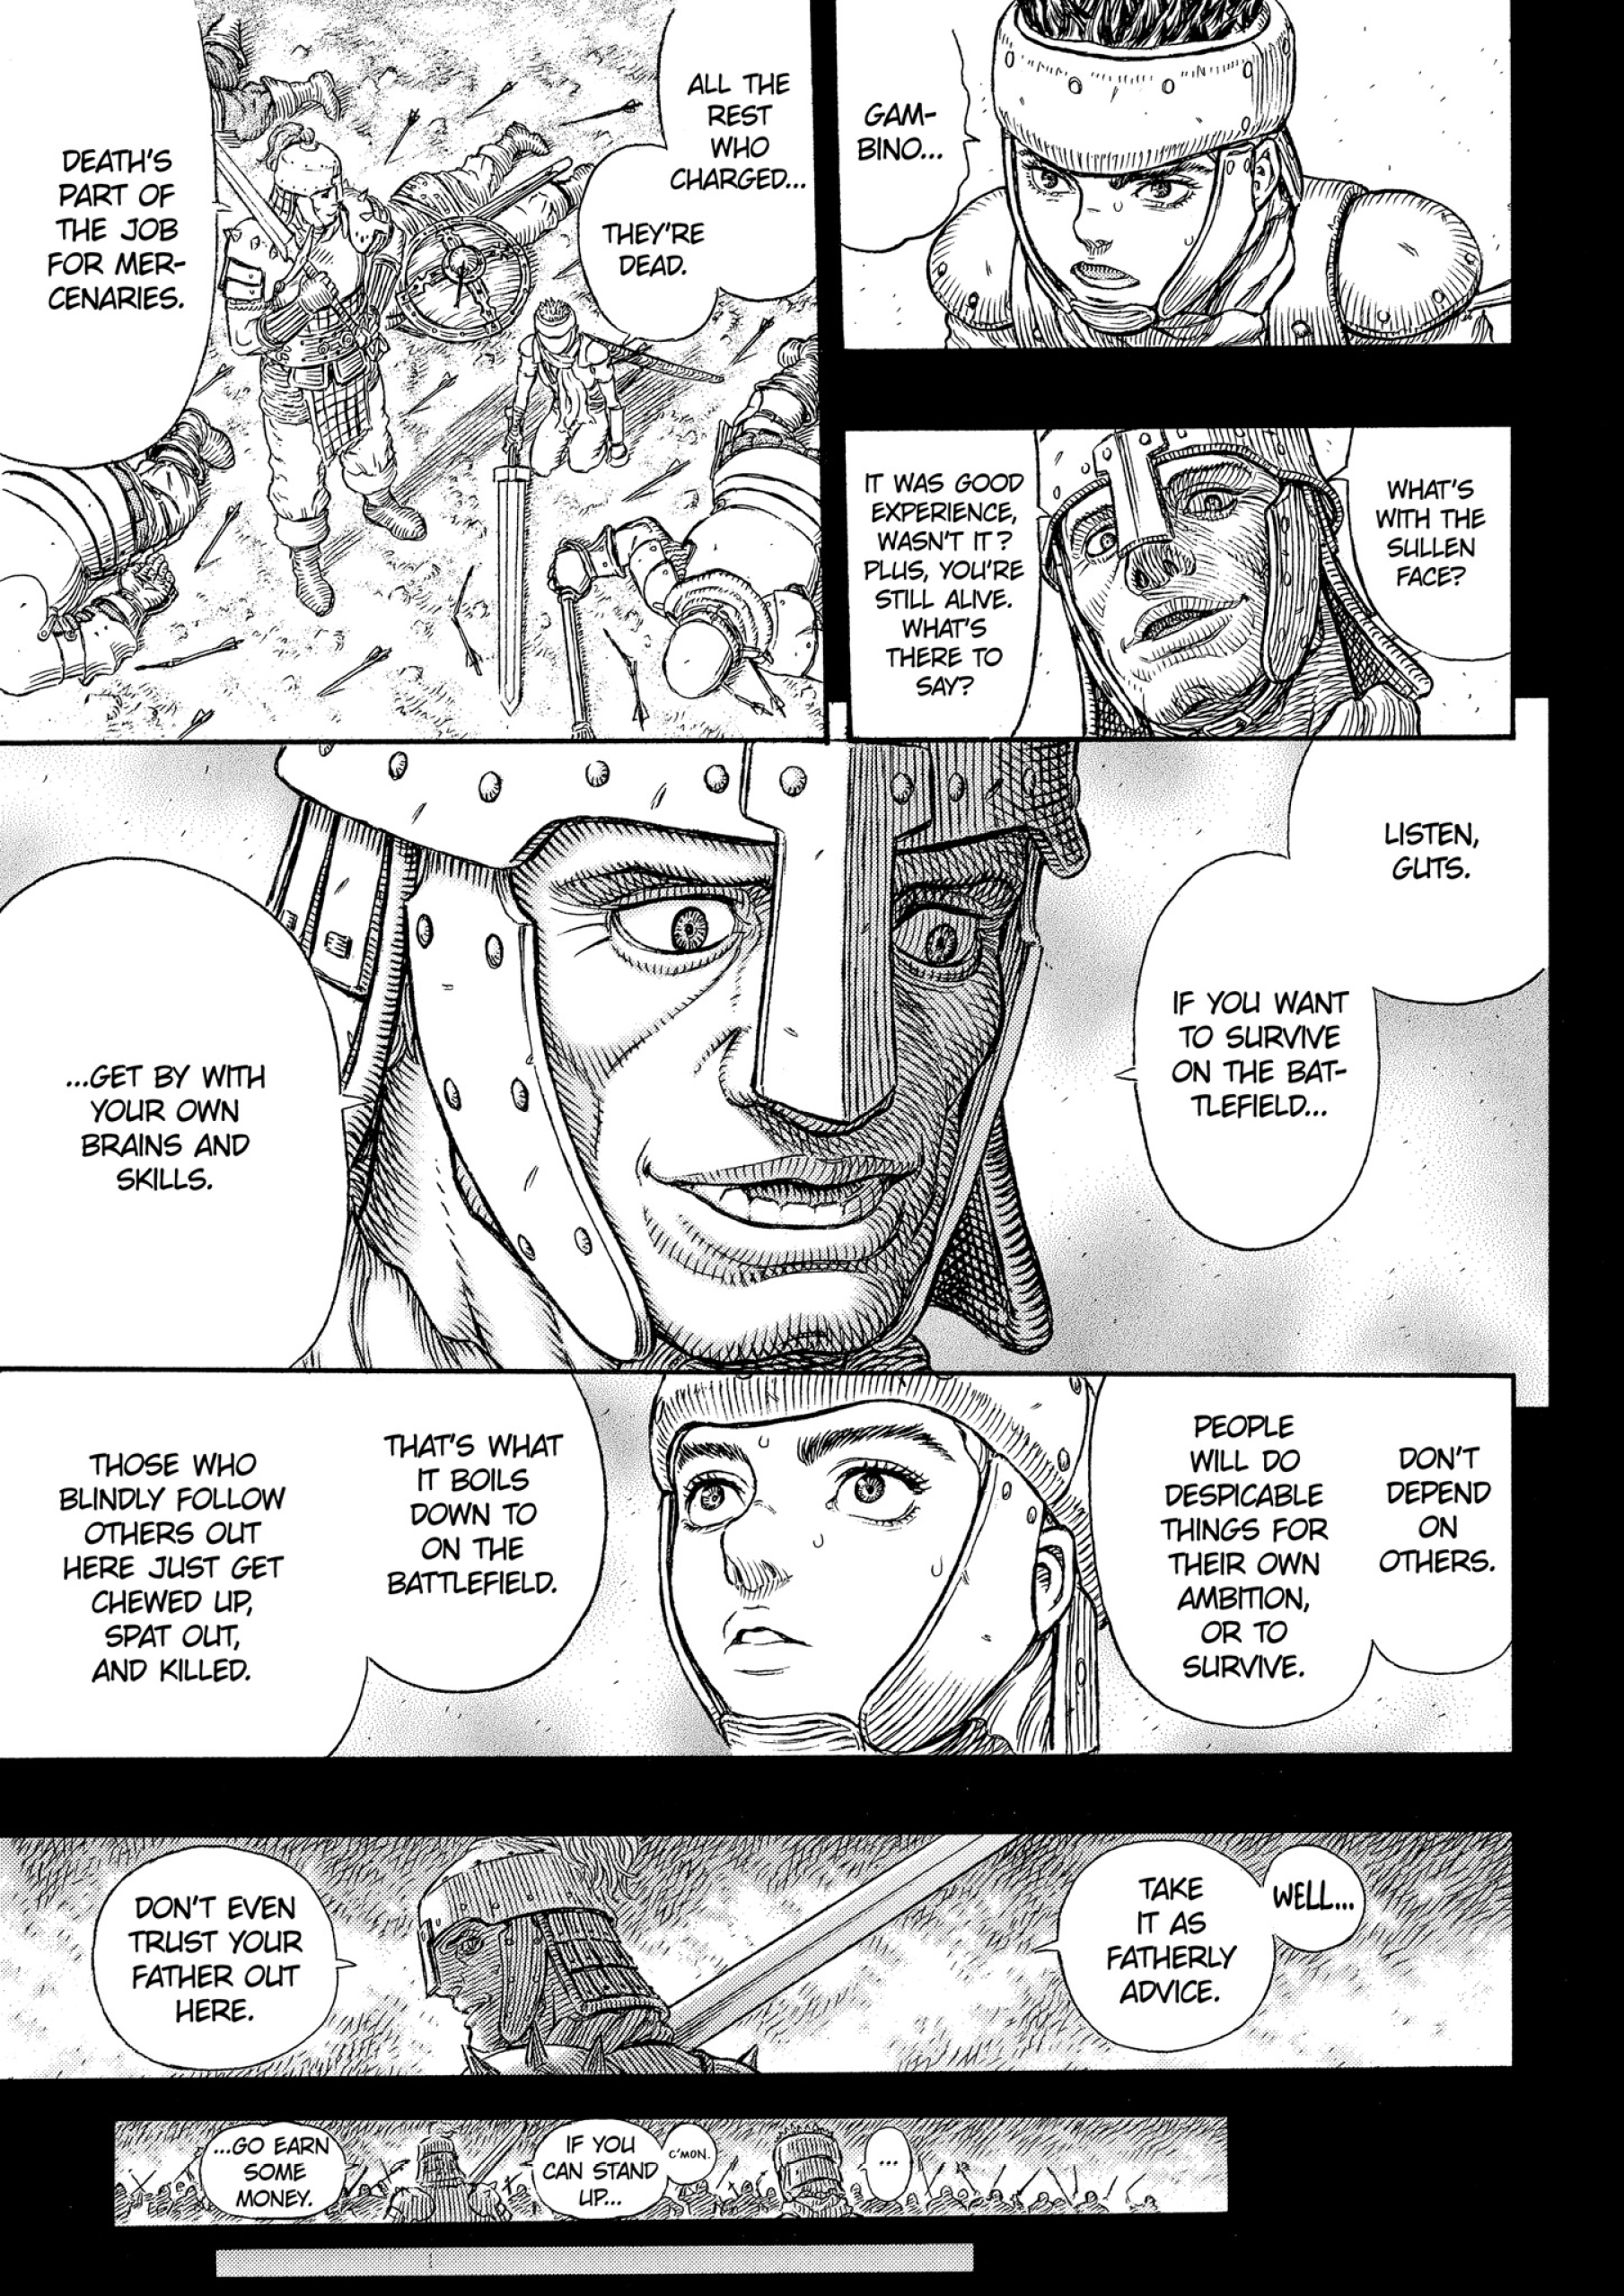 GAM-
BINO...
WHAT'S
WITH THE
SULLEN
FACE?
IT WAS GOOD
EXPERIENCE,
WASN'T IT?
PLUS, YOU'RE
STILL ALIVE.
WHAT'S
THERE TO
SAY?
ALL THE
REST
WHO
CHARGED...
THEY'RE
DEAD.
DEATH'S
PART OF
THE JOB
FOR MER-
CENARIES.
LISTEN,
GUTS.
IF YOU WANT
TO SURVIVE
ON THE BAT-
TLEFIELD...
...GET BY WITH
YOUR OWN
BRAINS AND
SKILLS.
DON'T
DEPEND
ON
OTHERS.
PEOPLE
WILL DO
DESPICABLE
THINGS FOR
THEIR OWN
AMBITION,
OR TO
SURVIVE.
THAT'S WHAT
IT BOILS
DOWN TO
ON THE
BATTLEFIELD.
THOSE WHO
BLINDLY FOLLOW
OTHERS OUT
HERE JUST GET
CHEWED UP,
SPAT OUT,
AND KILLED.
WELL...
TAKE
IT AS
FATHERLY
ADVICE.
DON'T EVEN
TRUST YOUR
FATHER OUT
HERE.
...
C'MON.
IF YOU
CAN STAND
UP...
...GO EARN
SOME
MONEY.